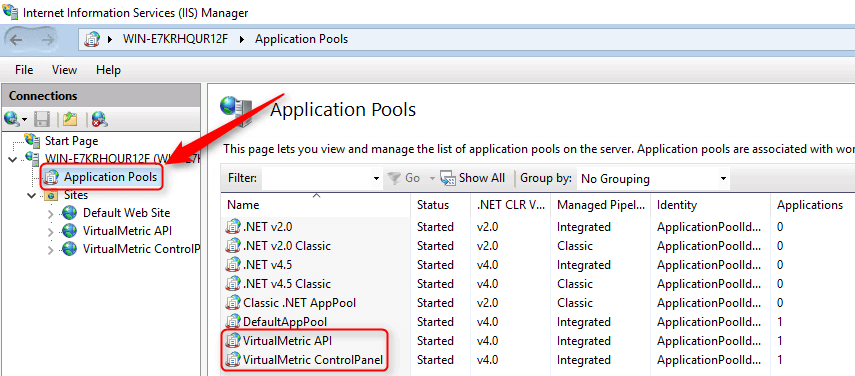 Internet Information Services (IIS) Manager
WIN-E7KRHQUR12F Application Pools
File View Help
Connections
Start Page
WIN-E7KRHQUR12F
Application Pools
Sites
Default Web Site
VirtualMetric API
VirtualMetric ControlP
Application Pools
This page lets you view and manage the list of application pools on the server. Application pools are associated with wor
Filter: Go Show All Group by: No Grouping
Name Status .NET CLR V... Managed Pipel... Identity Applications
.NET v2.0 Started v2.0 Integrated ApplicationPoolId... 0
.NET v2.0 Classic Started v2.0 Classic ApplicationPoolId... 0
.NET v4.5 Started v4.0 Integrated ApplicationPoolId... 0
.NET v4.5 Classic Started v4.0 Classic ApplicationPoolId... 0
Classic .NET AppPool Started v2.0 Classic ApplicationPoolId... 0
DefaultAppPool Started v4.0 Integrated ApplicationPoolId... 1
VirtualMetric API Started v4.0 Integrated ApplicationPoolId... 1
VirtualMetric ControlPanel Started v4.0 Integrated ApplicationPoolId... 1